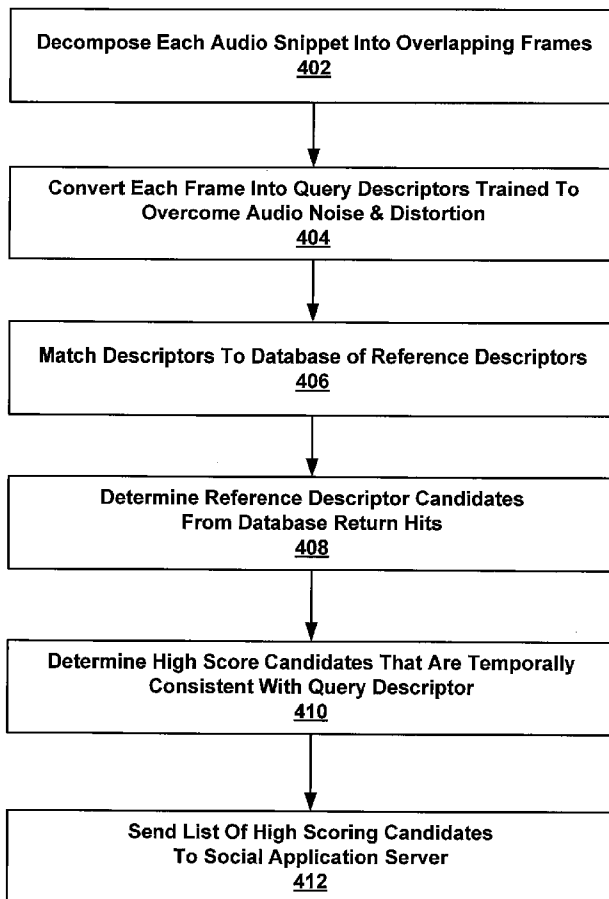 Decompose Each Audio Snippet Into Overlapping Frames
402
Convert Each Frame Into Query Descriptors Trained To
Overcome Audio Noise & Distortion
404
Match Descriptors To Database of Reference Descriptors
406
Determine Reference Descriptor Candidates
From Database Return Hits
408
Determine High Score Candidates That Are Temporally
Consistent With Query Descriptor
410
Send List Of High Scoring Candidates
To Social Application Server
412